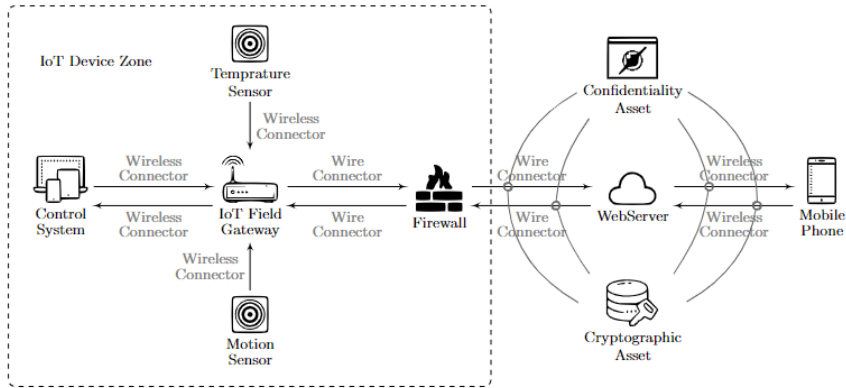 IoT Device Zone
Temprature
Sensor
Confidentiality
Asset
Wireless
Connector
Wireless
Connector
Wire
Connector
Wire
Connector
Wireless
Connector
Control
System
Wireless
Connector
IoT Field
Gateway
Wire
Connector
Firewall
Wire
Connector
WebServer
Wireless
Connector
Mobile
Phone
Wireless
Connector
Motion
Sensor
Cryptographic
Asset